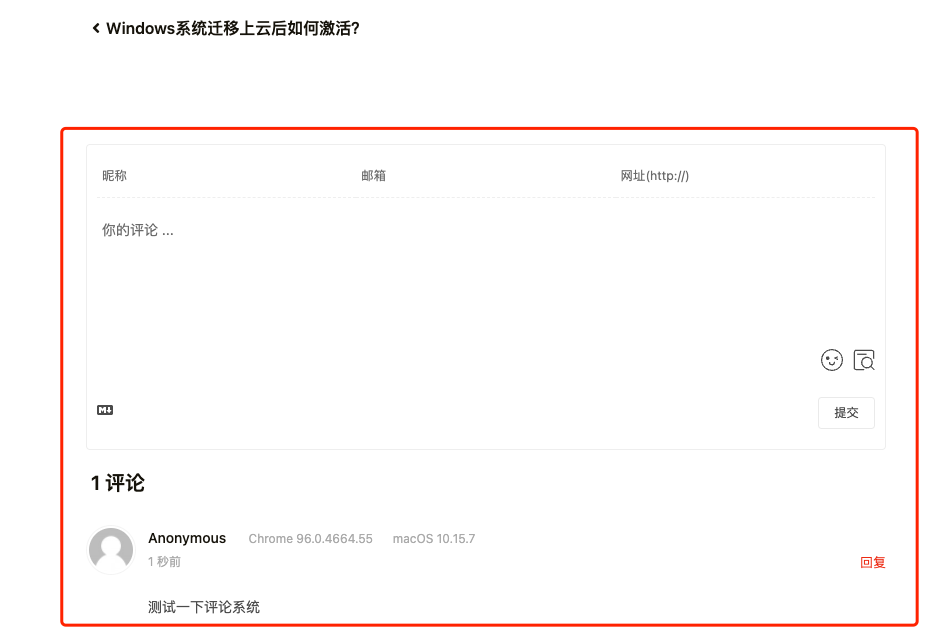 Windows系统迁移上云后如何激活?
昵称 邮箱 网址(http://)
你的评论 ...
M↓
提交
1 评论
Anonymous Chrome 96.0.4664.55 macOS 10.15.7
1 秒前 回复
测试一下评论系统